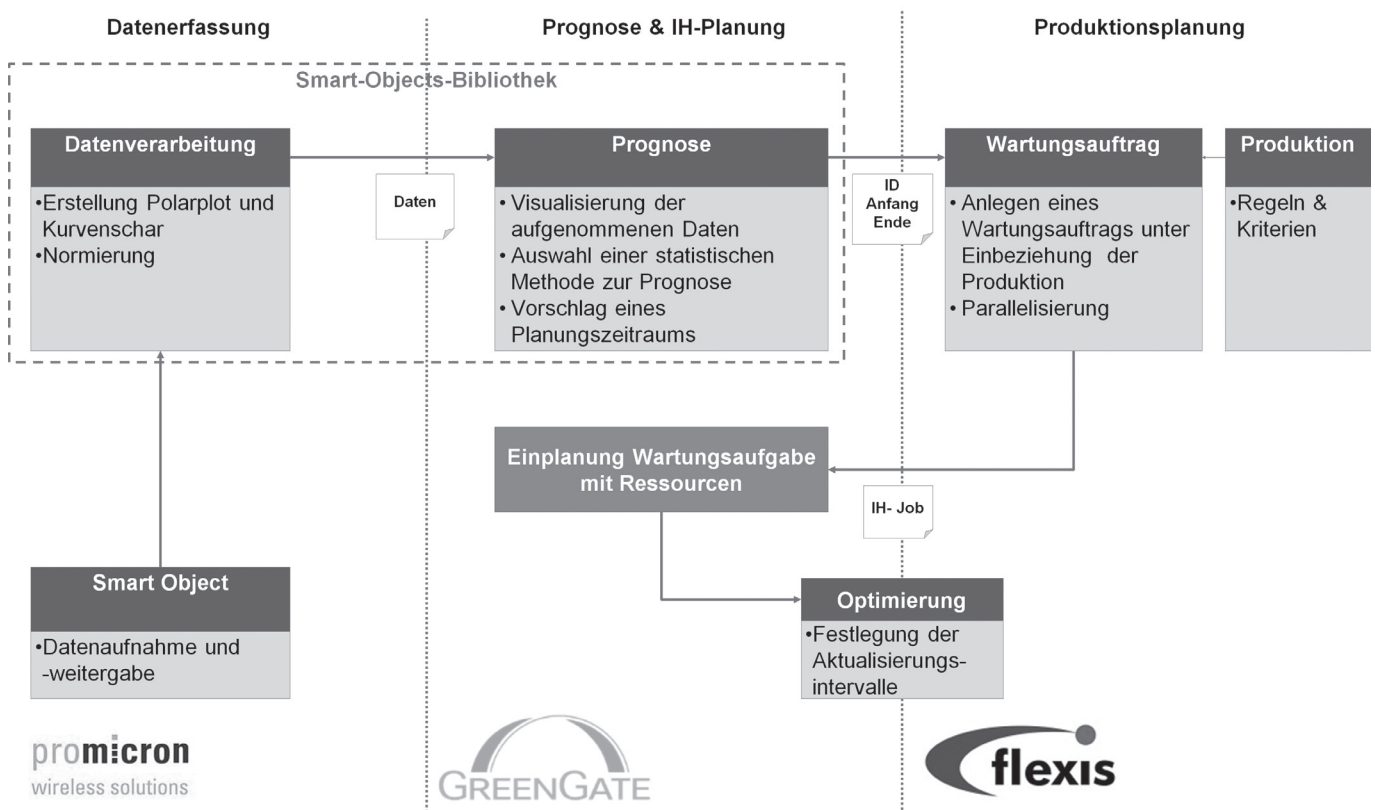 Datenerfassung
Prognose & IH-Planung
Produktionsplanung
Smart-Objects-Bibliothek
Datenverarbeitung
•Erstellung Polarplot und
Kurvenschar
•Normierung
Daten
Prognose
• Visualisierung der
aufgenommenen Daten
• Auswahl einer statistischen
Methode zur Prognose
• Vorschlag eines
Planungszeitraums
ID
Anfang
Ende
Wartungsauftrag
• Anlegen eines
Wartungsauftrags unter
Einbeziehung der
Produktion
• Parallelisierung
Produktion
• Regeln &
Kriterien
Einplanung Wartungsaufgabe
mit Ressourcen
IH- Job
Smart Object
•Datenaufnahme und
-weitergabe
Optimierung
•Festlegung der
Aktualisierungs-
intervalle
promicron
wireless solutions
GREENGATE
flexis